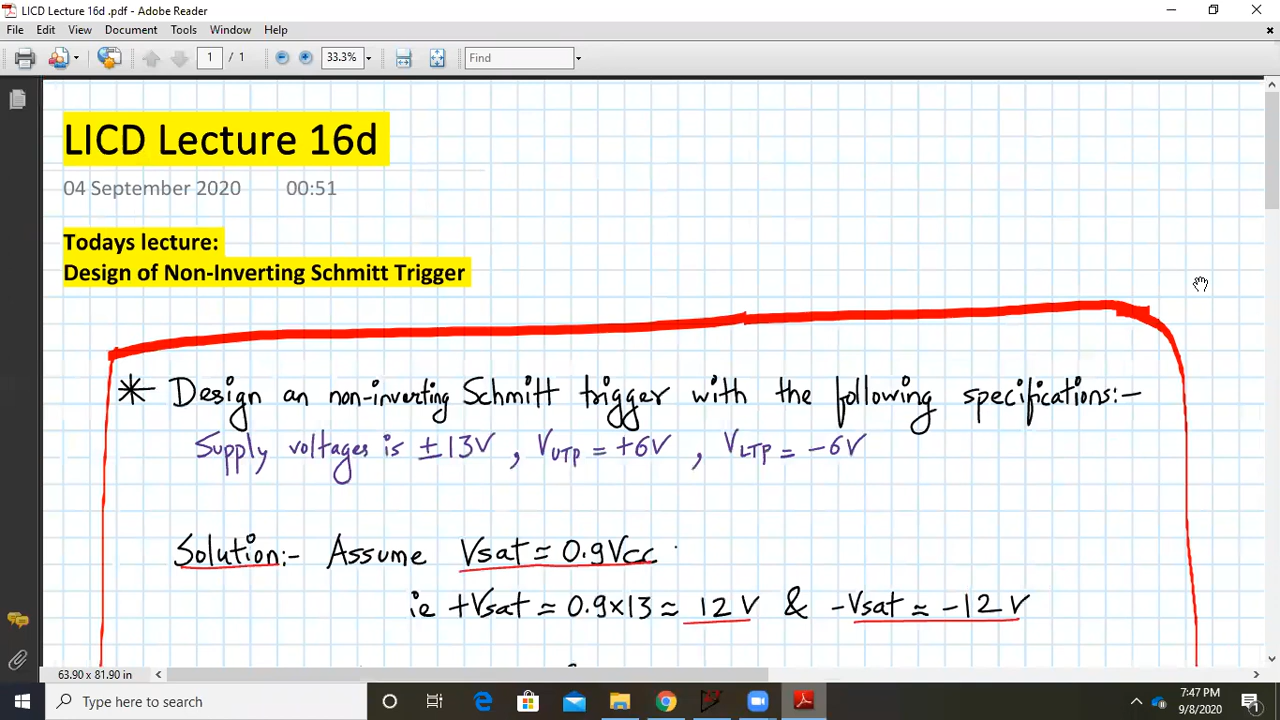 LICD Lecture 16d .pdf - Adobe Reader
File Edit View Document Tools Window Help
1 / 1 33.3% Find
LICD Lecture 16d
04 September 2020 00:51
Todays lecture:
Design of Non-Inverting Schmitt Trigger
* Design an non-inverting Schmitt trigger with the following specifications:-
Supply voltages is ±13V, VUTP = +6V, VLTP = -6V
Solution:- Assume Vsat ≃ 0.9VCC
ie +Vsat ≃ 0.9×13 ≈ 12 V & -Vsat ≈ -12 V
63.90 x 81.90 in
Type here to search
7:47 PM
9/8/2020
1